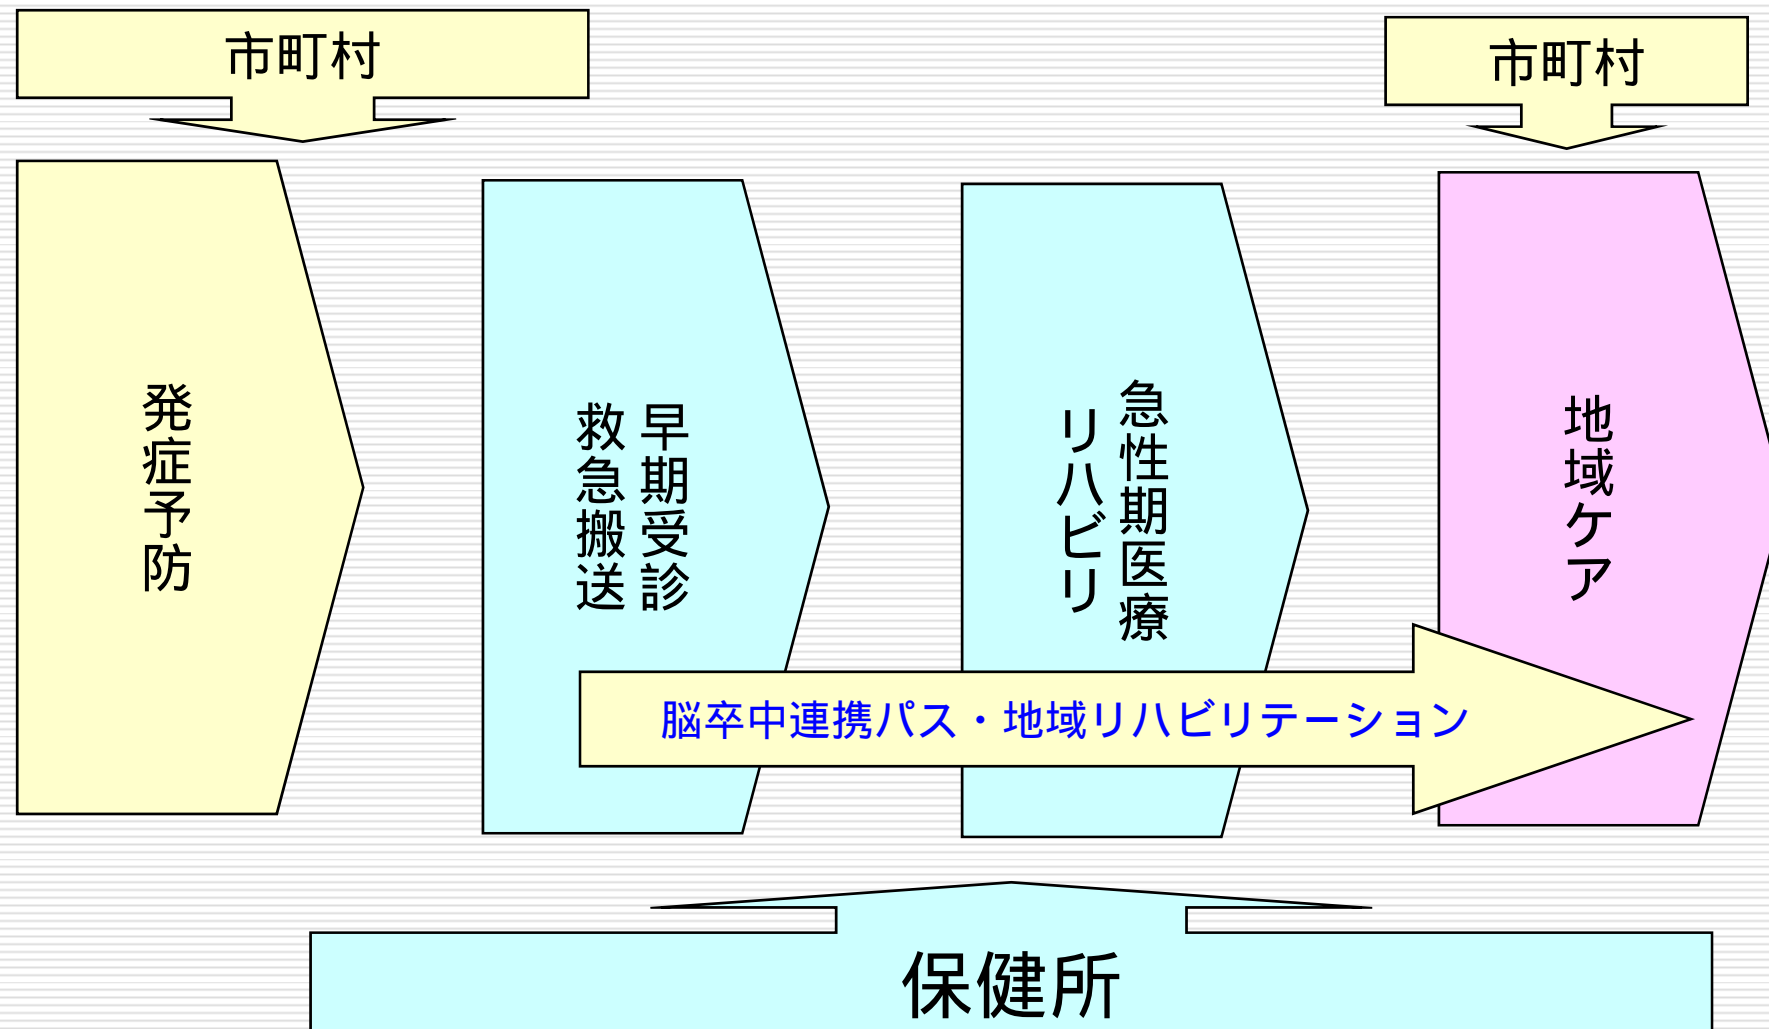 市町村
市町村
発症予防
早期受診
救急搬送
急性期医療
リハビリ
地域ケア
脳卒中連携パス・地域リハビリテーション
保健所